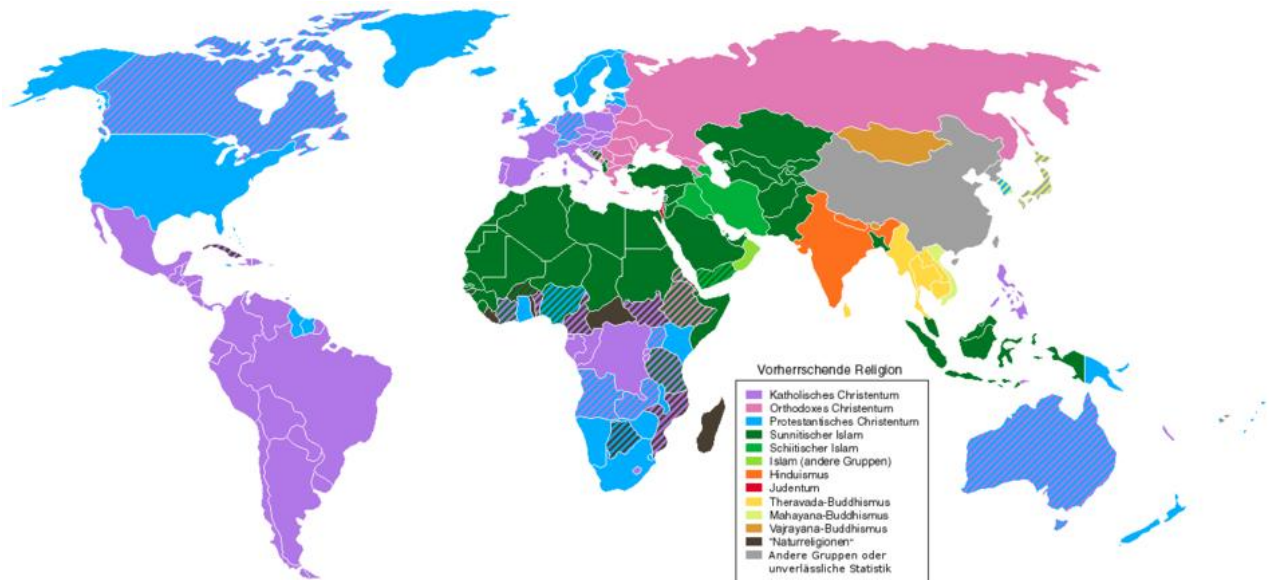 Vorherrschende Religion
Katholisches Christentum
Orthodoxes Christentum
Protestantisches Christentum
Sunnitischer Islam
Schiitischer Islam
Islam (andere Gruppen)
Hinduismus
Judentum
Theravada-Buddhismus
Mahayana-Buddhismus
Vajrayana-Buddhismus
"Naturreligionen"
Andere Gruppen oder
unverlässliche Statistik